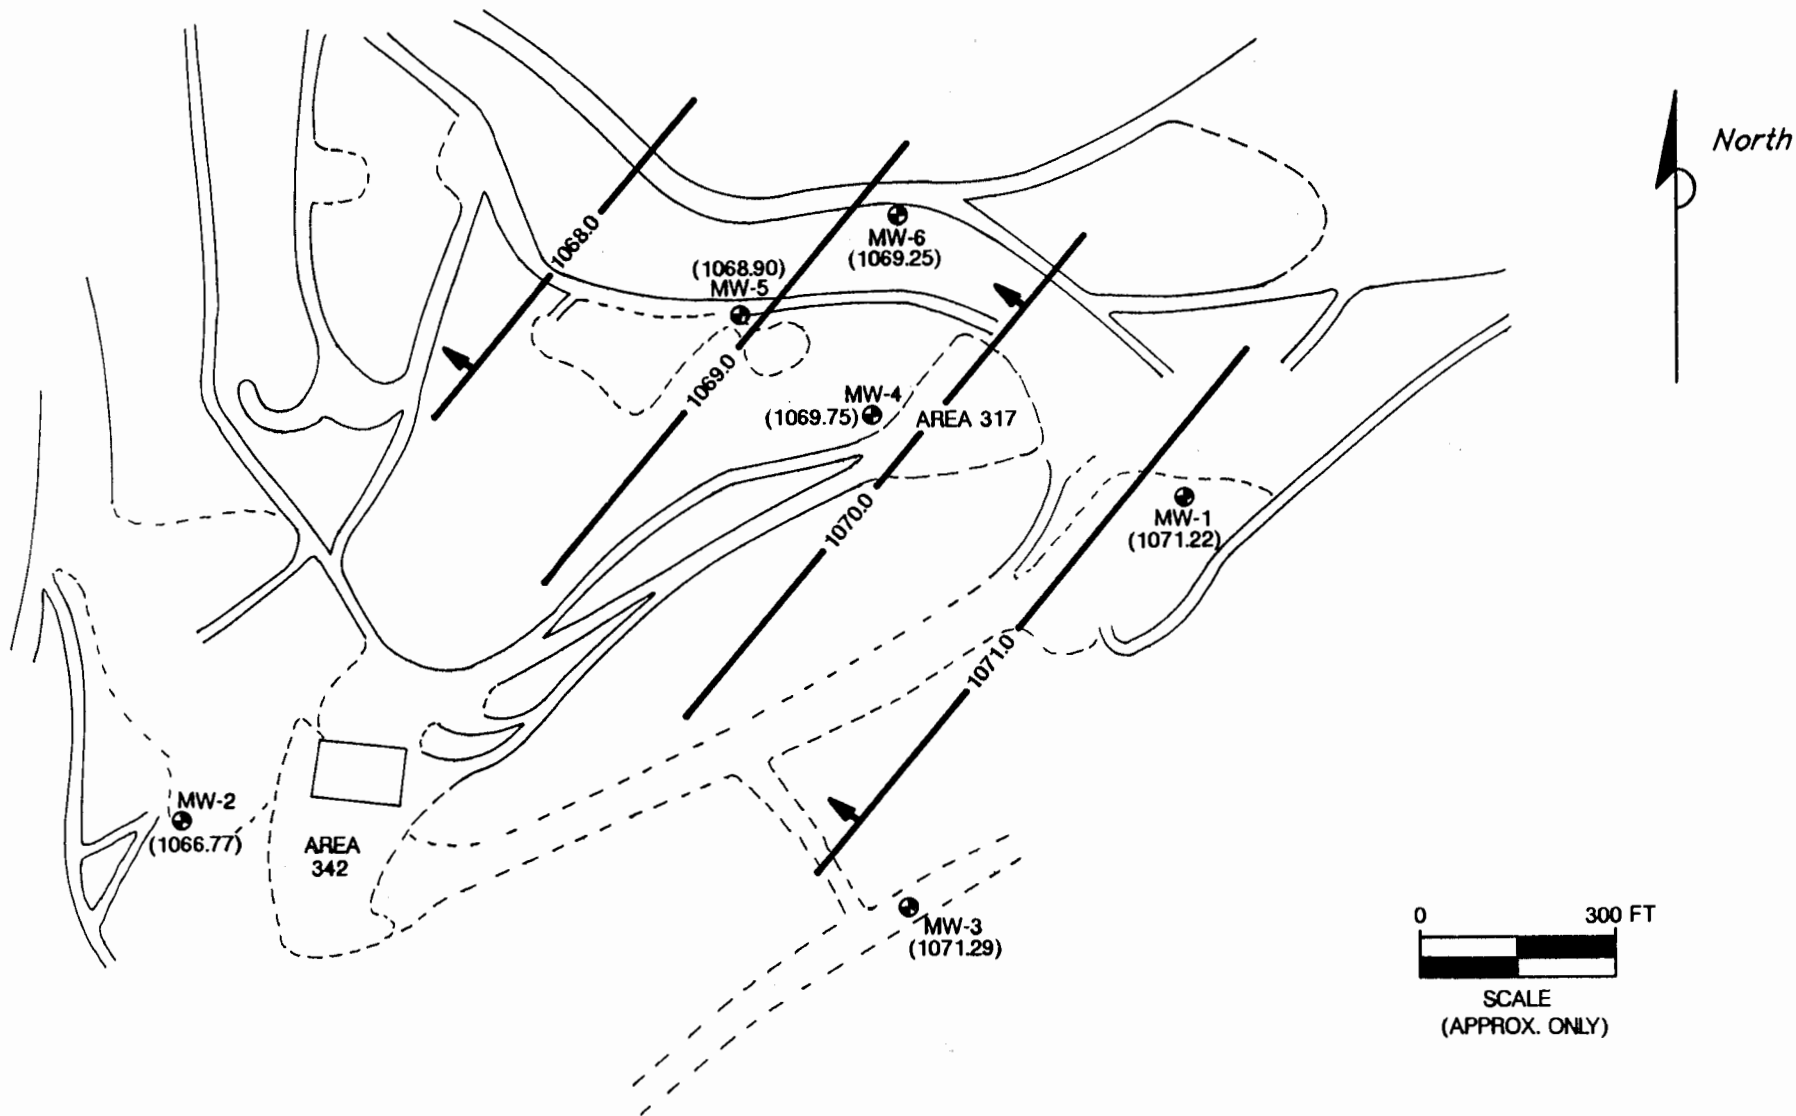 North
1068.0
MW-6
(1069.25)
(1068.90)
MW-5
1069.0
MW-4
(1069.75)
AREA 317
1070.0
MW-1
(1071.22)
1071.0
MW-2
(1066.77)
AREA
342
MW-3
(1071.29)
0 300 FT
SCALE
(APPROX. ONLY)